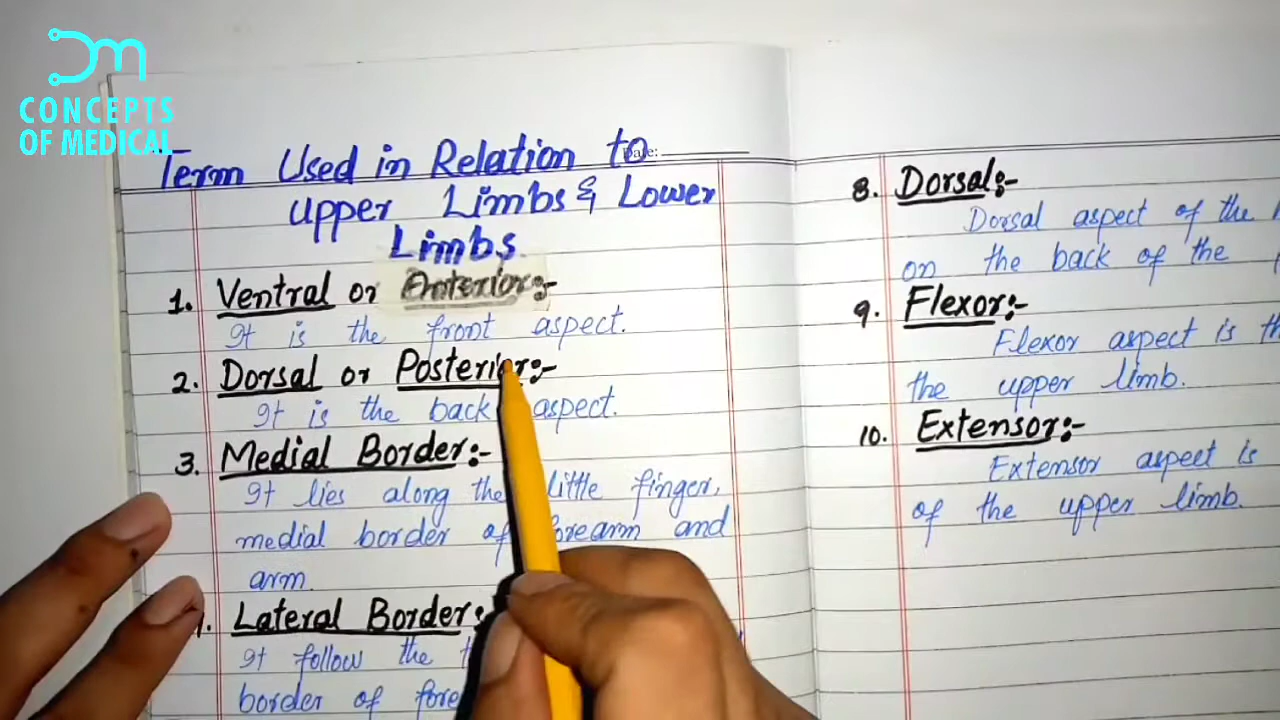 DM
CONCEPTS
OF MEDICAL
Date:
Term Used in Relation to
Upper Limbs & Lower
Limbs
1. Ventral or Anterior:-
It is the front aspect.
2. Dorsal or Posterior:-
It is the back aspect.
3. Medial Border:-
It lies along the little finger,
medial border of forearm and
arm.
Lateral Border:
It follow the
border of
8. Dorsal:-
Dorsal aspect of the
on the back of the
9. Flexor:-
Flexor aspect is
the upper limb.
10. Extensor:-
Extensor aspect is
of the upper limb.